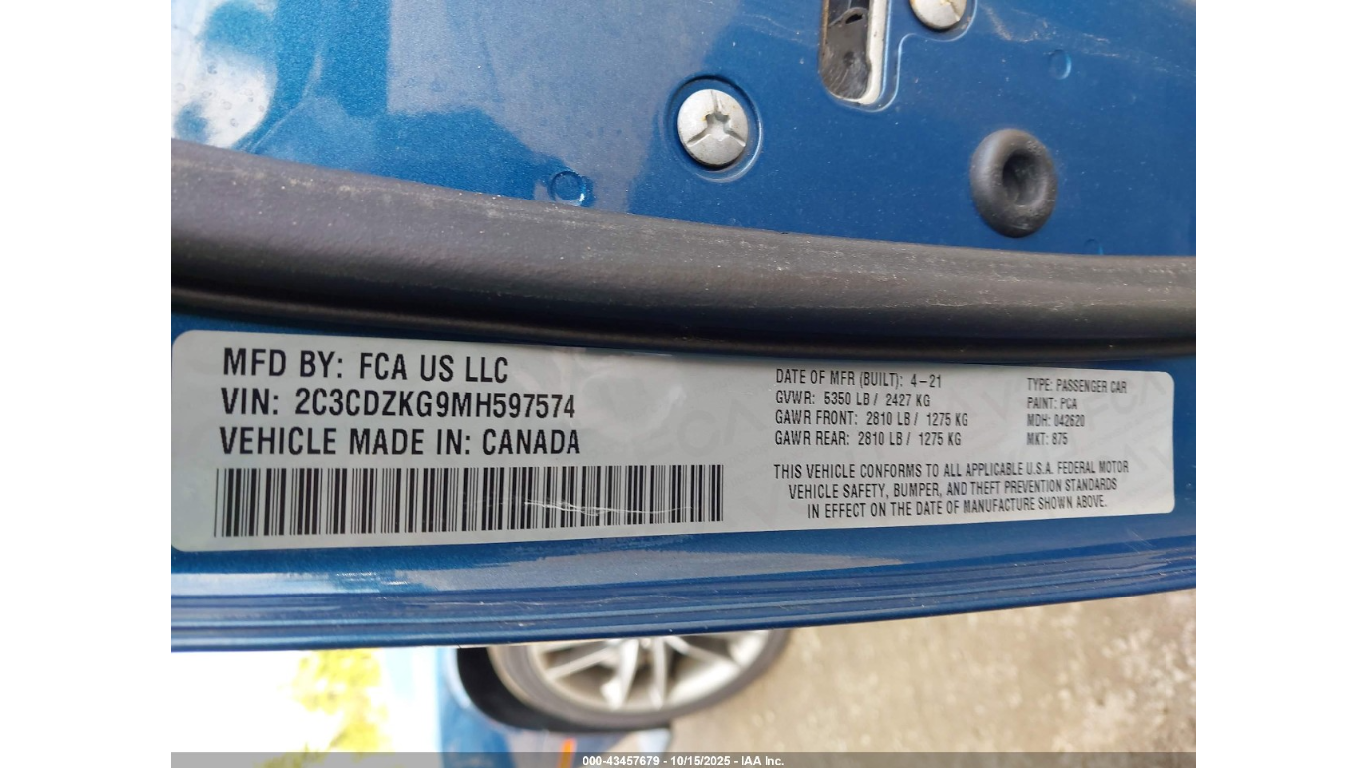 MFD BY: FCA US LLC
VIN: 2C3CDZKG9MH597574
VEHICLE MADE IN: CANADA
DATE OF MFR (BUILT): 4-21
GVWR: 5350 LB / 2427 KG
GAWR FRONT: 2810 LB / 1275 KG
GAWR REAR: 2810 LB / 1275 KG
TYPE: PASSENGER CAR
PAINT: PCA
MDH: 042620
MKT: 875
THIS VEHICLE CONFORMS TO ALL APPLICABLE U.S.A. FEDERAL MOTOR
VEHICLE SAFETY, BUMPER, AND THEFT PREVENTION STANDARDS
IN EFFECT ON THE DATE OF MANUFACTURE SHOWN ABOVE.
000-43457679 - 10/15/2025 - IAA Inc.